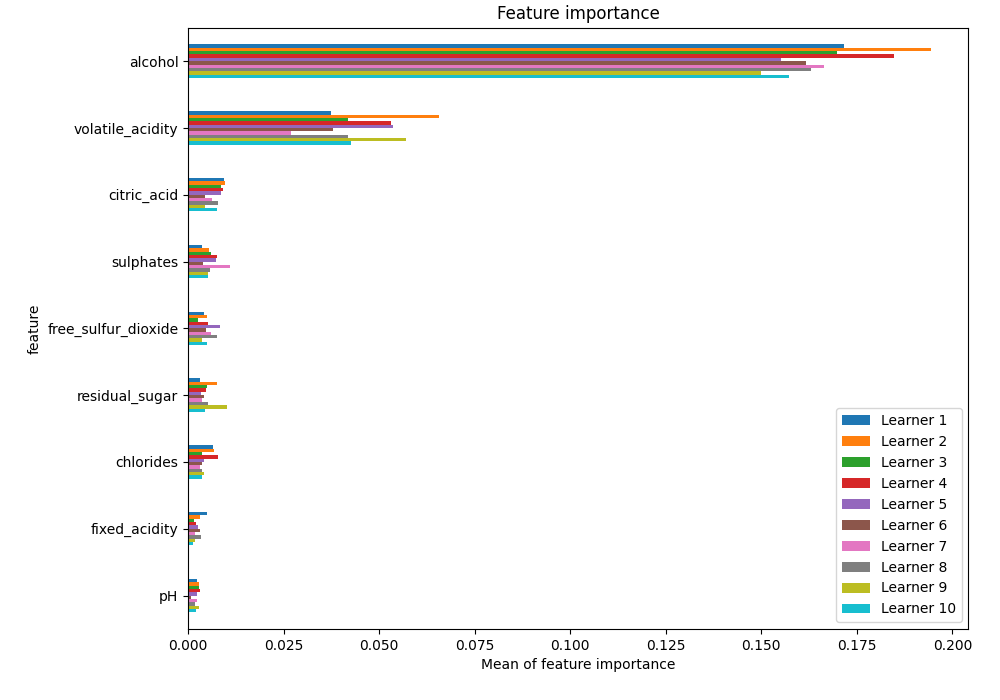 Feature importance
feature
alcohol
volatile_acidity
citric_acid
sulphates
free_sulfur_dioxide
residual_sugar
chlorides
fixed_acidity
pH
Learner 1
Learner 2
Learner 3
Learner 4
Learner 5
Learner 6
Learner 7
Learner 8
Learner 9
Learner 10
0.000 0.025 0.050 0.075 0.100 0.125 0.150 0.175 0.200
Mean of feature importance